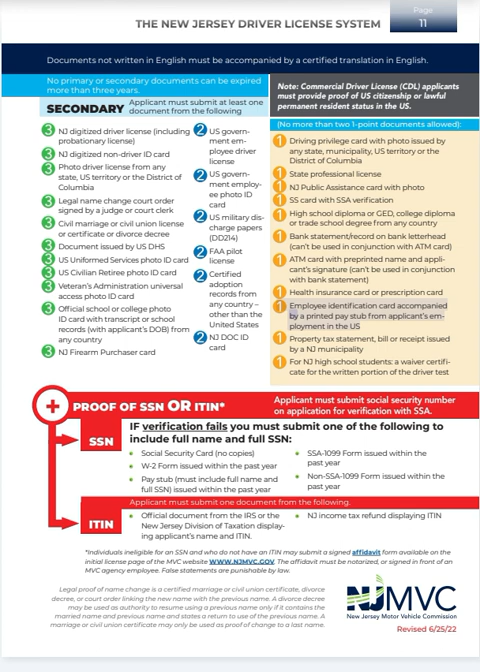 THE NEW JERSEY DRIVER LICENSE SYSTEM
Page
11
Documents not written in English must be accompanied by a certified translation in English.
No primary or secondary documents can be expired
more than three years.
SECONDARY
Applicant must submit at least one
document from the following
3 NJ digitized driver license (including
probationary license)
3 NJ digitized non-driver ID card
3 Photo driver license from any
state, US territory or the District of
Columbia
3 Legal name change court order
signed by a judge or court clerk
3 Civil marriage or civil union license
or certificate or divorce decree
3 Document issued by US DHS
3 US Uniformed Services photo ID card
3 US Civilian Retiree photo ID card
3 Veteran's Administration universal
access photo ID card
3 Official school or college photo
ID card with transcript or school
records (with applicant's DOB) from
any country
3 NJ Firearm Purchaser card
2 US govern-
ment em-
ployee driver
license
2 US govern-
ment employ-
ee photo ID
card
2 US military dis-
charge papers
(DD214)
2 FAA pilot
license
2 Certified
adoption
records from
any country –
other than the
United States
2 NJ DOC ID
card
Note: Commercial Driver License (CDL) applicants
must provide proof of US citizenship or lawful
permanent resident status in the US.
(No more than two 1-point documents allowed):
1 Driving privilege card with photo issued by
any state, municipality, US territory or the
District of Columbia
1 State professional license
1 NJ Public Assistance card with photo
1 SS card with SSA verification
1 High school diploma or GED, college diploma
or trade school degree from any country
1 Bank statement/record on bank letterhead
(can't be used in conjunction with ATM card)
1 ATM card with preprinted name and appli-
cant's signature (can't be used in conjunction
with bank statement)
1 Health insurance card or prescription card
1 Employee identification card accompanied
by a printed pay stub from applicant's em-
ployment in the US
1 Property tax statement, bill or receipt issued
by a NJ municipality
1 For NJ high school students: a waiver certifi-
cate for the written portion of the driver test
+ PROOF OF SSN OR ITIN*
Applicant must submit social security number
on application for verification with SSA.
SSN
IF verification fails you must submit one of the following to
include full name and full SSN:
• Social Security Card (no copies)
• W-2 Form issued within the past year
• Pay stub (must include full name and
full SSN) issued within the past year
• SSA-1099 Form issued within the
past year
• Non-SSA-1099 Form issued within the
past year
Applicant must submit one document from the following.
ITIN
• Official document from the IRS or the
New Jersey Division of Taxation display-
ing applicant's name and ITIN.
• NJ income tax refund displaying ITIN
*Individuals ineligible for an SSN and who do not have an ITIN may submit a signed affidavit form available on the
initial license page of the MVC website WWW.NJMVC.GOV. The affidavit must be notarized, or signed in front of an
MVC agency employee. False statements are punishable by law.
Legal proof of name change is a certified marriage or civil union certificate, divorce
decree, or court order linking the new name with the previous name. A divorce decree
may be used as authority to resume using a previous name only if it contains the
married name and previous name and states a return to use of the previous name. A
marriage or civil union certificate may only be used as proof of change to a last name.
NJMVC
New Jersey Motor Vehicle Commission
Revised 6/25/22